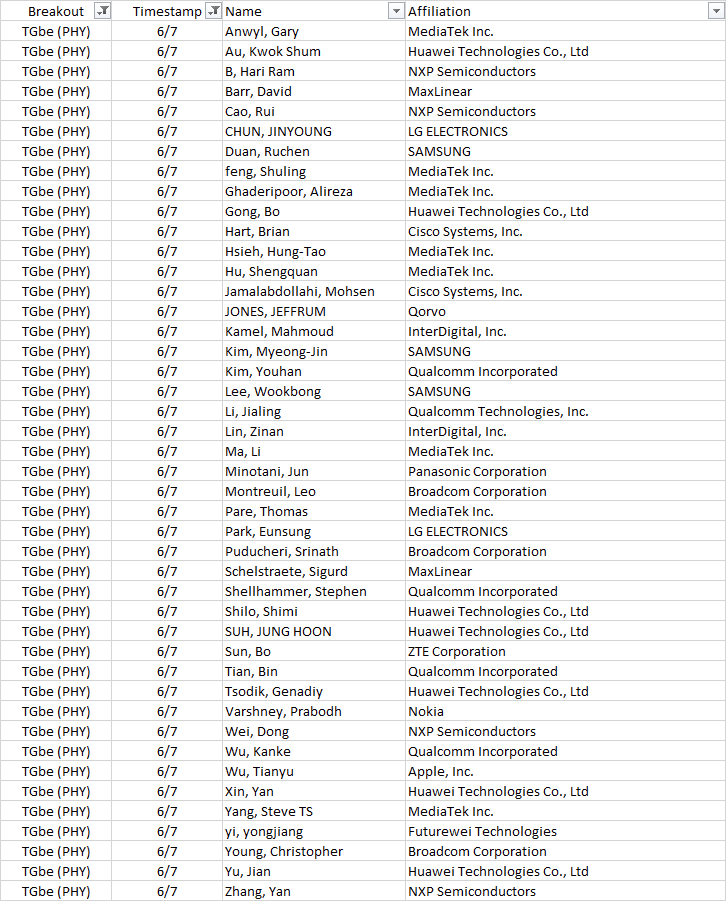 Breakout Timestamp Name Affiliation
TGbe (PHY) 6/7 Anwyl, Gary MediaTek Inc.
TGbe (PHY) 6/7 Au, Kwok Shum Huawei Technologies Co., Ltd
TGbe (PHY) 6/7 B, Hari Ram NXP Semiconductors
TGbe (PHY) 6/7 Barr, David MaxLinear
TGbe (PHY) 6/7 Cao, Rui NXP Semiconductors
TGbe (PHY) 6/7 CHUN, JINYOUNG LG ELECTRONICS
TGbe (PHY) 6/7 Duan, Ruchen SAMSUNG
TGbe (PHY) 6/7 feng, Shuling MediaTek Inc.
TGbe (PHY) 6/7 Ghaderipoor, Alireza MediaTek Inc.
TGbe (PHY) 6/7 Gong, Bo Huawei Technologies Co., Ltd
TGbe (PHY) 6/7 Hart, Brian Cisco Systems, Inc.
TGbe (PHY) 6/7 Hsieh, Hung-Tao MediaTek Inc.
TGbe (PHY) 6/7 Hu, Shengquan MediaTek Inc.
TGbe (PHY) 6/7 Jamalabdollahi, Mohsen Cisco Systems, Inc.
TGbe (PHY) 6/7 JONES, JEFFRUM Qorvo
TGbe (PHY) 6/7 Kamel, Mahmoud InterDigital, Inc.
TGbe (PHY) 6/7 Kim, Myeong-Jin SAMSUNG
TGbe (PHY) 6/7 Kim, Youhan Qualcomm Incorporated
TGbe (PHY) 6/7 Lee, Wookbong SAMSUNG
TGbe (PHY) 6/7 Li, Jialing Qualcomm Technologies, Inc.
TGbe (PHY) 6/7 Lin, Zinan InterDigital, Inc.
TGbe (PHY) 6/7 Ma, Li MediaTek Inc.
TGbe (PHY) 6/7 Minotani, Jun Panasonic Corporation
TGbe (PHY) 6/7 Montreuil, Leo Broadcom Corporation
TGbe (PHY) 6/7 Pare, Thomas MediaTek Inc.
TGbe (PHY) 6/7 Park, Eunsung LG ELECTRONICS
TGbe (PHY) 6/7 Puducheri, Srinath Broadcom Corporation
TGbe (PHY) 6/7 Schelstraete, Sigurd MaxLinear
TGbe (PHY) 6/7 Shellhammer, Stephen Qualcomm Incorporated
TGbe (PHY) 6/7 Shilo, Shimi Huawei Technologies Co., Ltd
TGbe (PHY) 6/7 SUH, JUNG HOON Huawei Technologies Co., Ltd
TGbe (PHY) 6/7 Sun, Bo ZTE Corporation
TGbe (PHY) 6/7 Tian, Bin Qualcomm Incorporated
TGbe (PHY) 6/7 Tsodik, Genadiy Huawei Technologies Co., Ltd
TGbe (PHY) 6/7 Varshney, Prabodh Nokia
TGbe (PHY) 6/7 Wei, Dong NXP Semiconductors
TGbe (PHY) 6/7 Wu, Kanke Qualcomm Incorporated
TGbe (PHY) 6/7 Wu, Tianyu Apple, Inc.
TGbe (PHY) 6/7 Xin, Yan Huawei Technologies Co., Ltd
TGbe (PHY) 6/7 Yang, Steve TS MediaTek Inc.
TGbe (PHY) 6/7 yi, yongjiang Futurewei Technologies
TGbe (PHY) 6/7 Young, Christopher Broadcom Corporation
TGbe (PHY) 6/7 Yu, Jian Huawei Technologies Co., Ltd
TGbe (PHY) 6/7 Zhang, Yan NXP Semiconductors